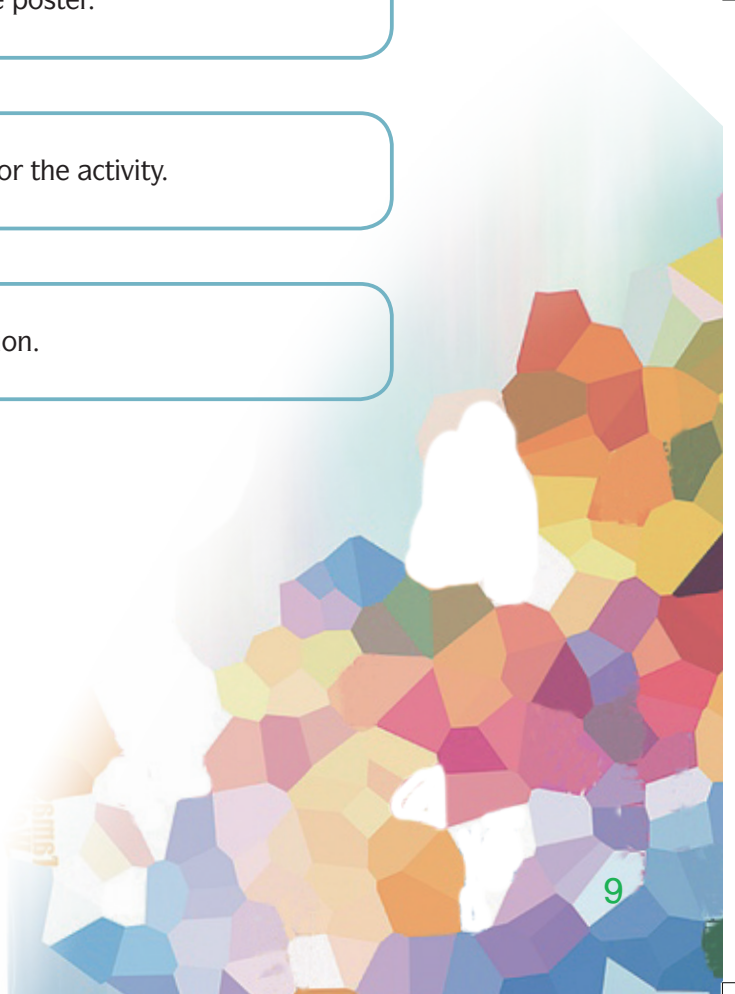 poster.
or the activity.
on.
9